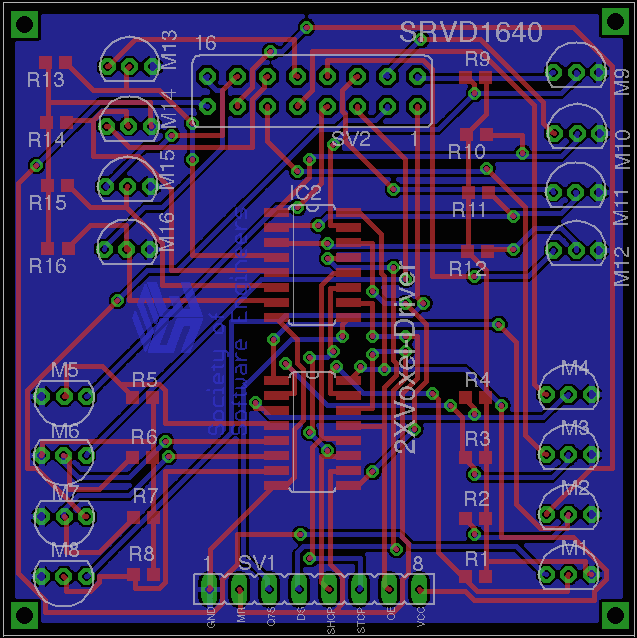 SRVD1640
16
M13
R9
M9
R13
M14
SV2
1
R14
R10
M10
M15
IC2
R15
R11
M11
M16
R16
R12
M12
Society of
Software Engineers
2XVoxel-Driver
M5
R5
R4
M4
M6
R6
R3
M3
M7
R7
R2
M2
M8
R8
1
SV1
8
R1
M1
GND
MR
Q7S
DS
SHCP
STCP
OE
VCC